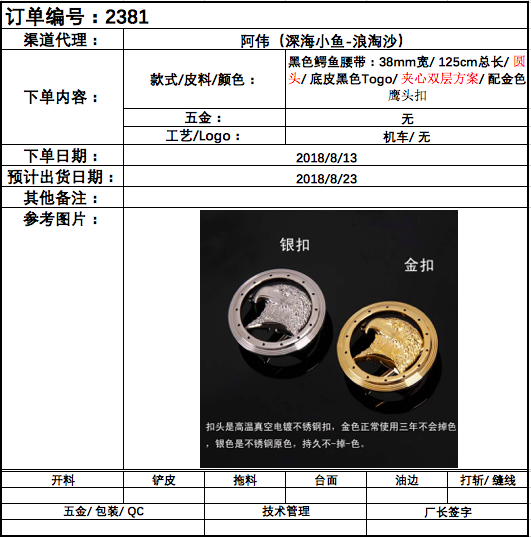 订单编号：2381
渠道代理： 阿伟（深海小鱼-浪淘沙）
下单内容： 款式/皮料/颜色： 黑色鳄鱼腰带：38mm宽/ 125cm总长/ 圆
头/ 底皮黑色Togo/ 夹心双层方案/ 配金色
鹰头扣
五金： 无
工艺/Logo： 机车/ 无
下单日期： 2018/8/13
预计出货日期： 2018/8/23
其他备注：
参考图片：
银扣
金扣
扣头是高温真空电镀不锈钢扣，金色正常使用三年不会掉色
，银色是不锈钢原色，持久不-掉-色。
开料 铲皮 拖料 台面 油边 打斩/ 缝线
五金/ 包装/ QC 技术管理 厂长签字